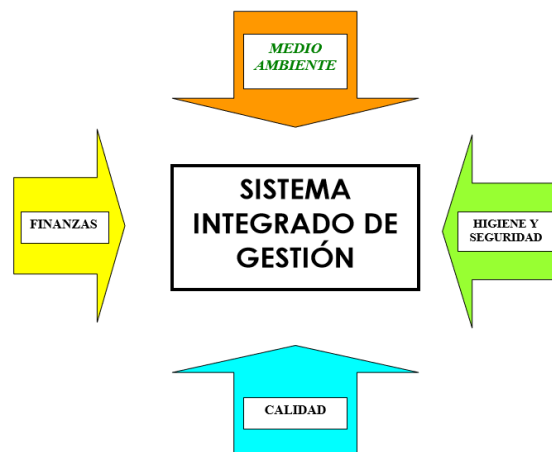 MEDIO
AMBIENTE
SISTEMA
INTEGRADO DE
GESTIÓN
FINANZAS
HIGIENE Y
SEGURIDAD
CALIDAD